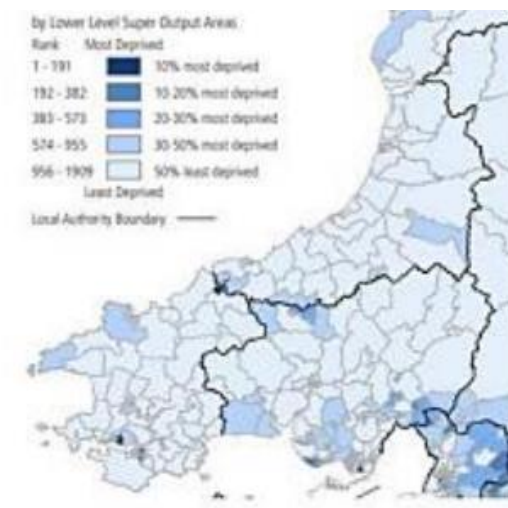 by Lower Level Super Output Areas
Rank Most Deprived
1 - 191 10% most deprived
192 - 382 10-20% most deprived
383 - 573 20-30% most deprived
574 - 955 30-50% most deprived
956 - 1909 50% least deprived
Least Deprived
Local Authority Boundary